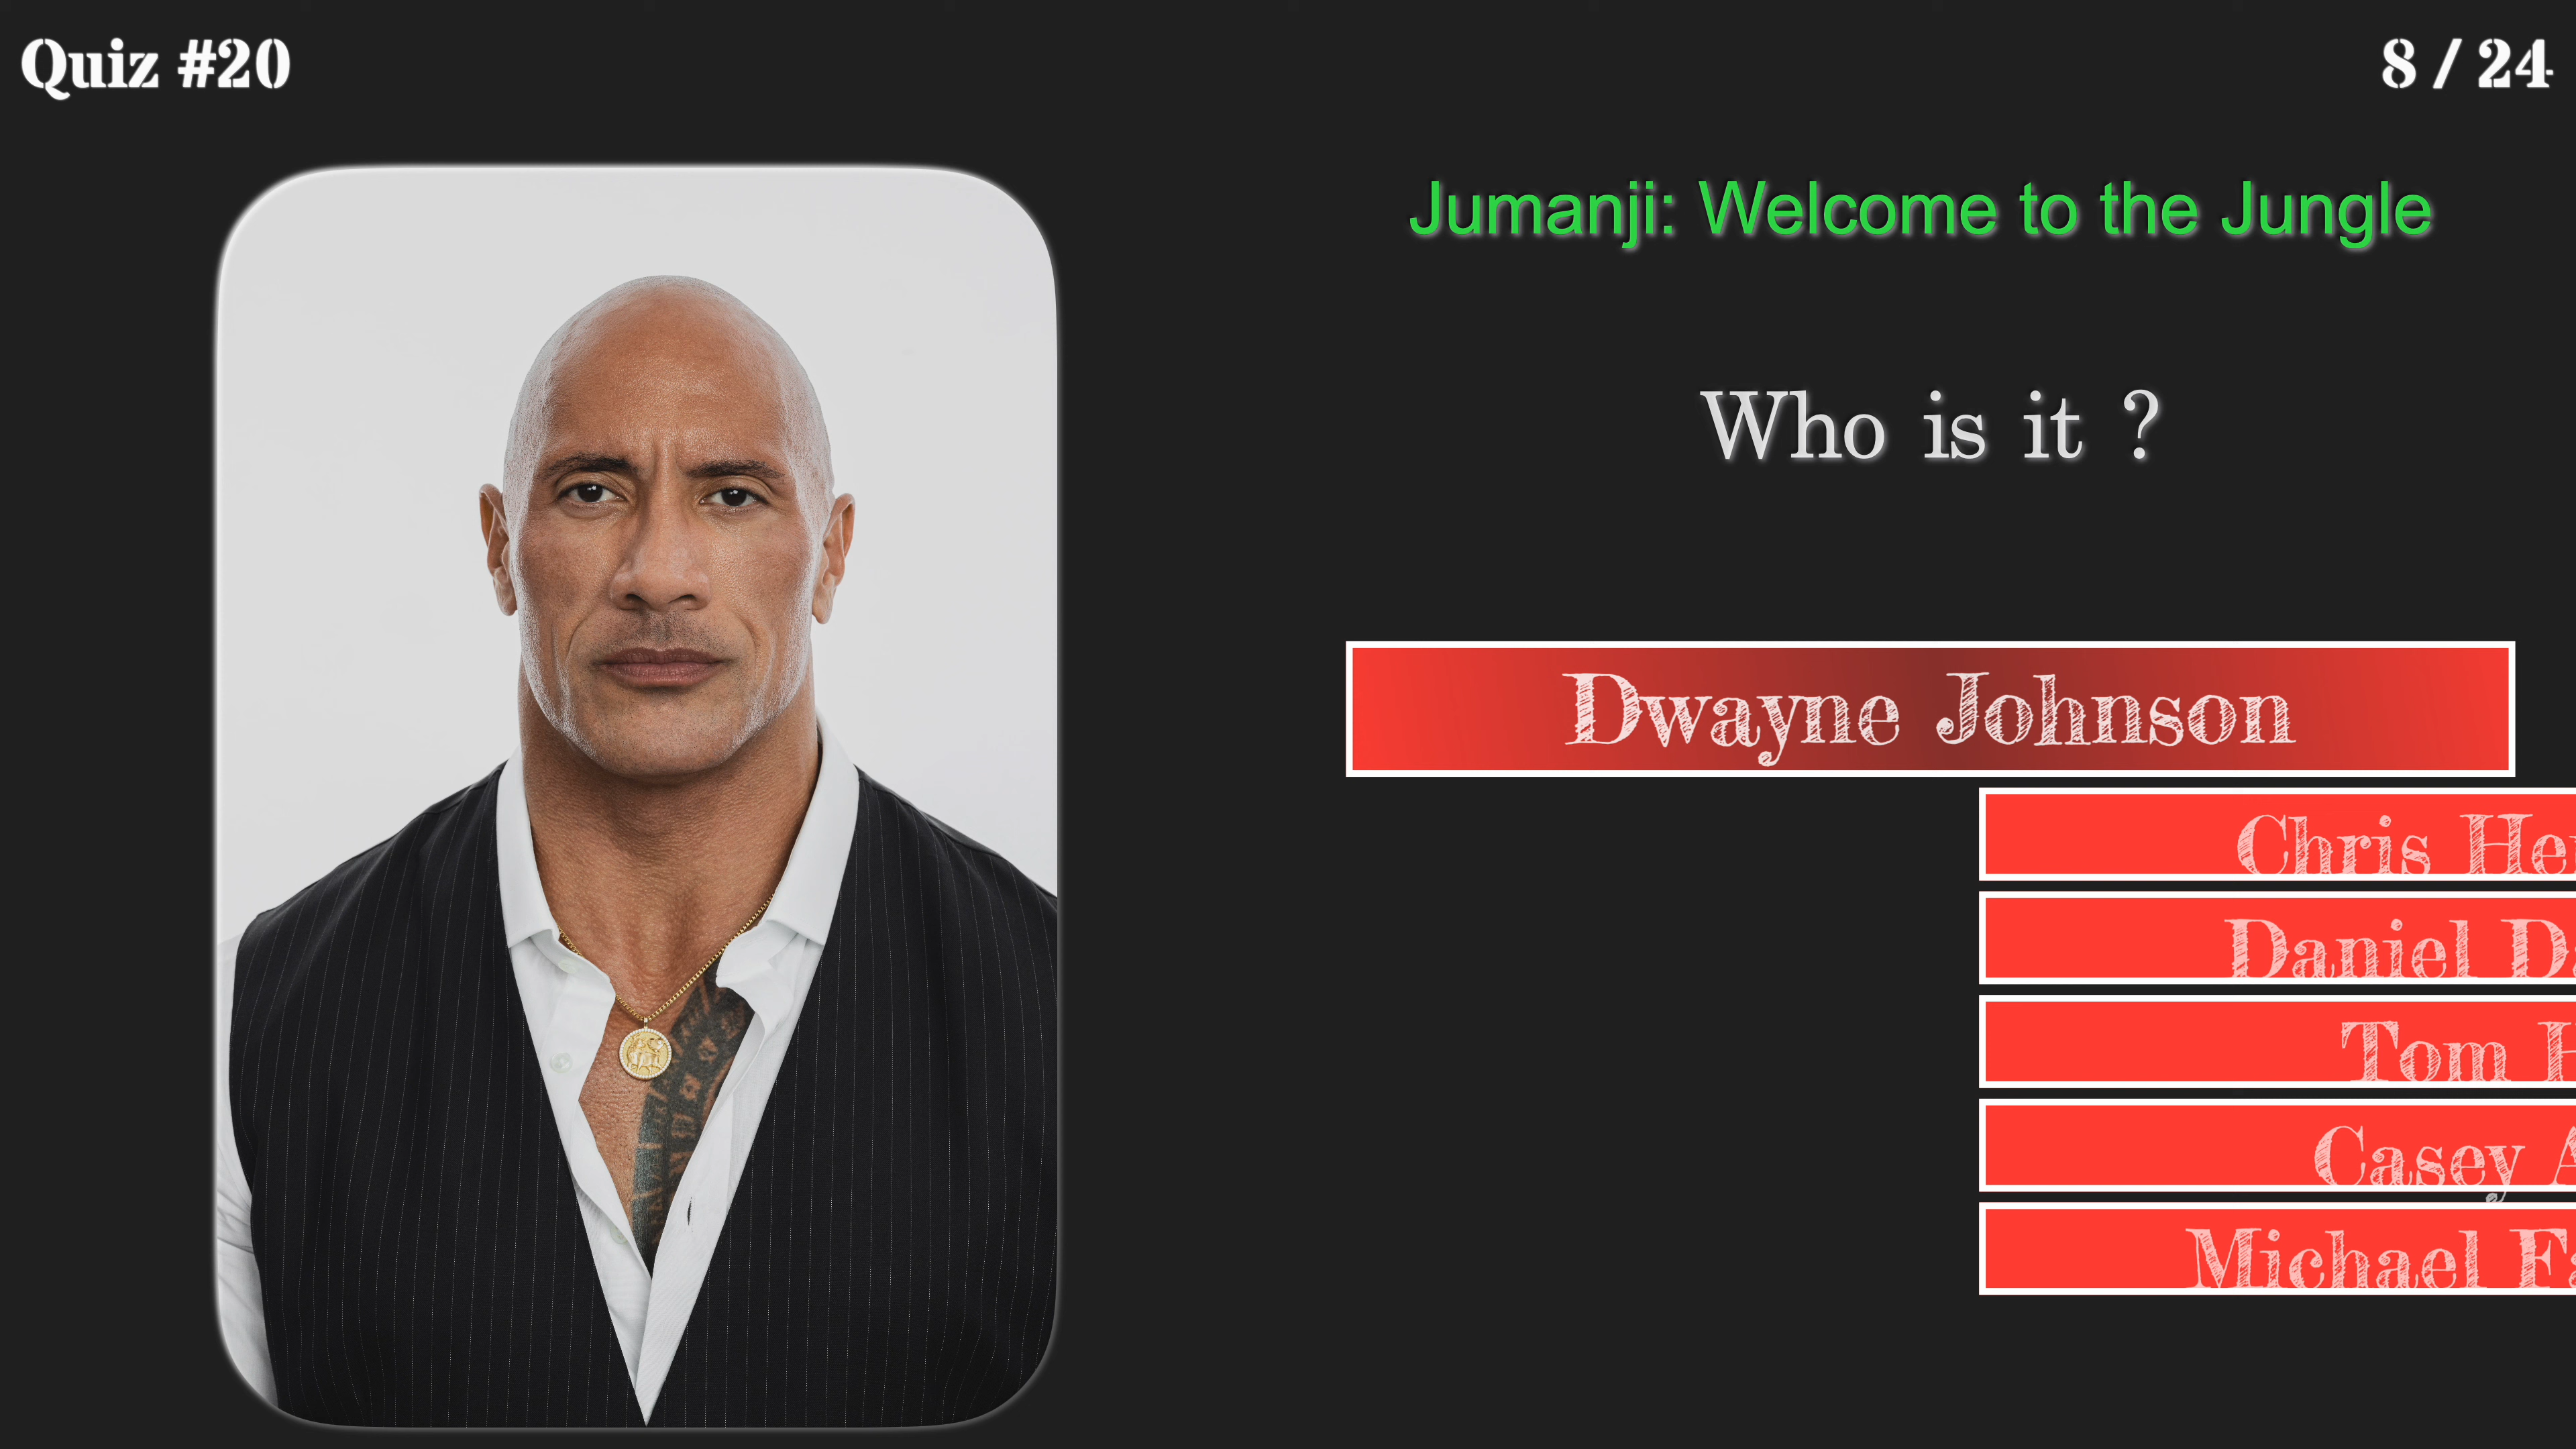 Quiz #20
8 / 24
Jumanji: Welcome to the Jungle
Who is it ?
Dwayne Johnson
Chris
Daniel
Tom
Casey
Michael